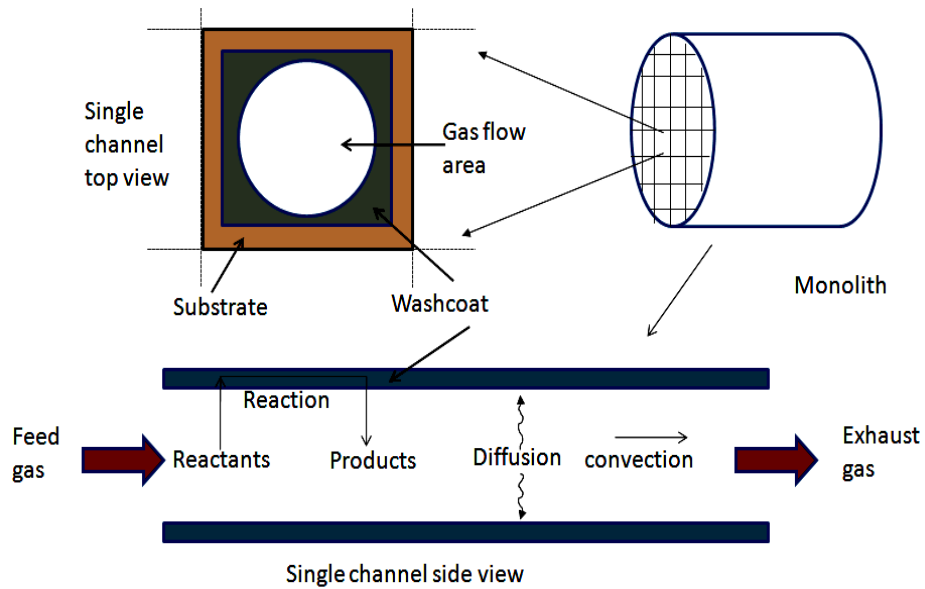 Single
channel
top view
Gas flow
area
Substrate
Washcoat
Monolith
Reaction
Feed
gas
Reactants
Products
Diffusion
convection
Exhaust
gas
Single channel side view